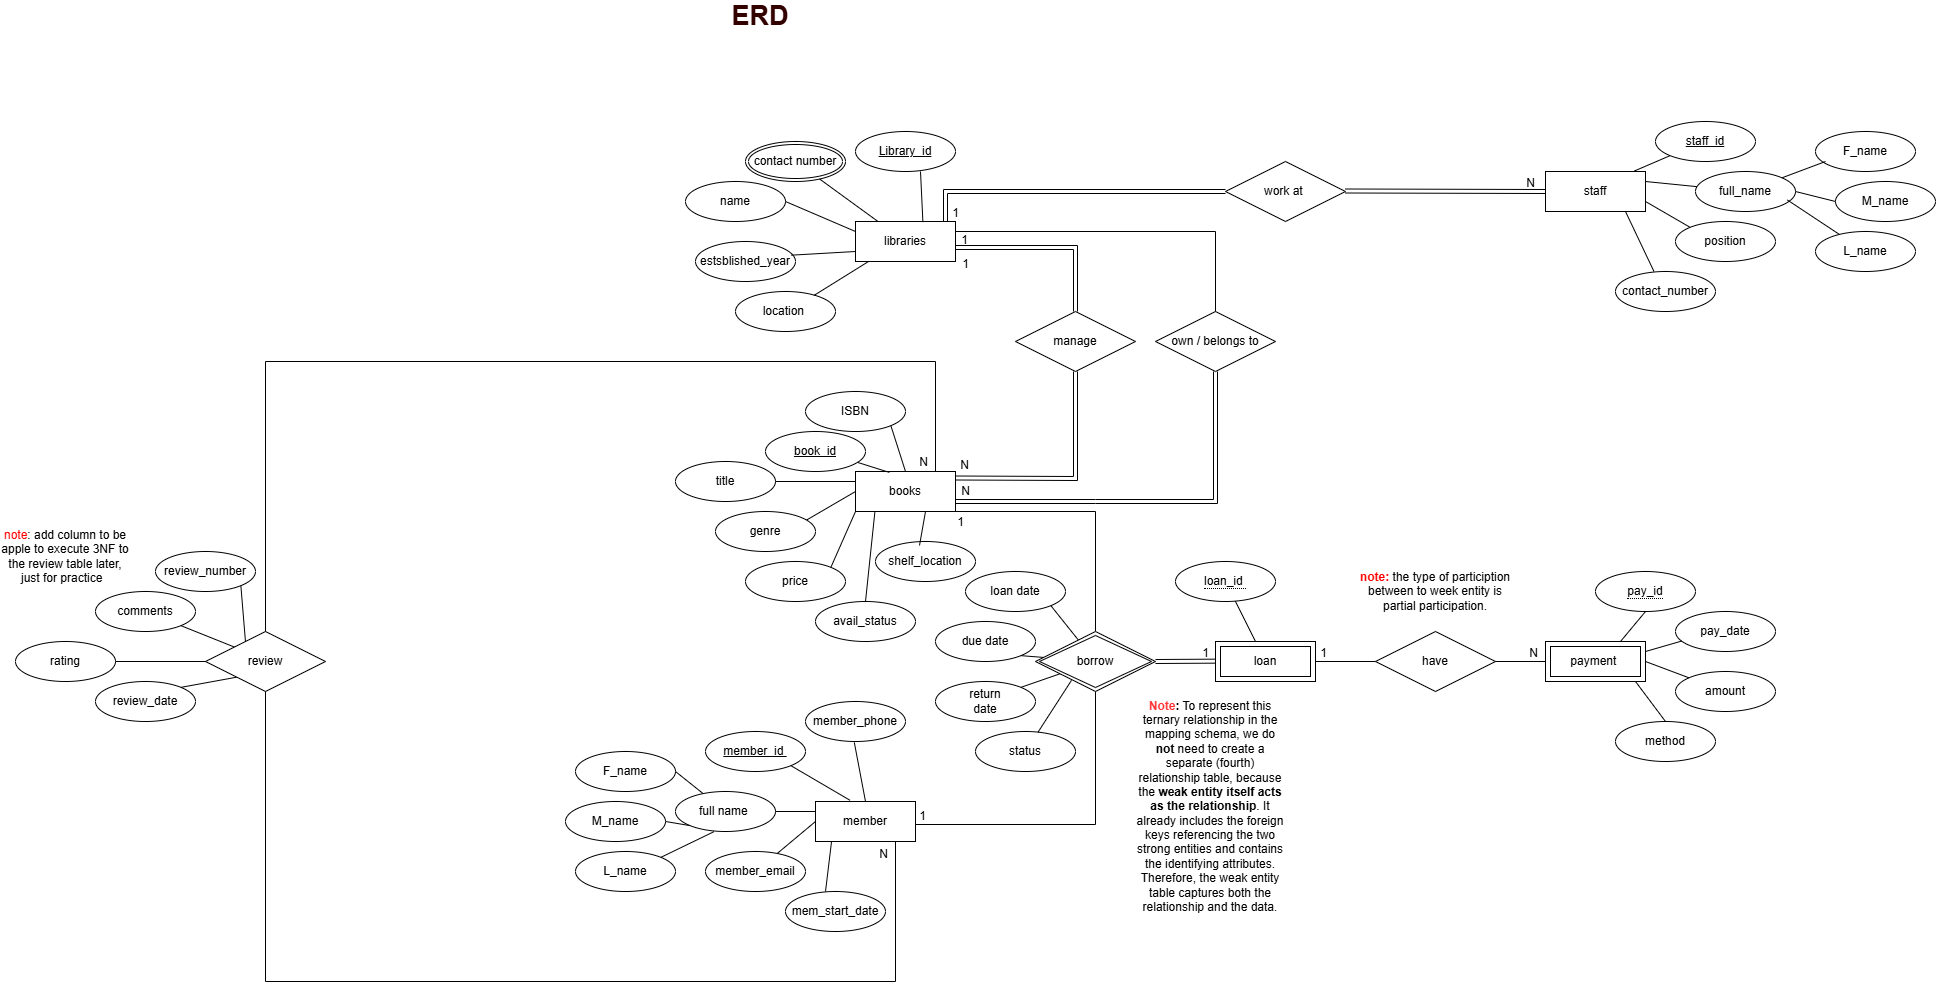 ERD
contact number
Library_id
name
libraries
estsblished_year
location
1
1
1
work at
N
staff
staff_id
full_name
F_name
M_name
L_name
position
contact_number
manage
own / belongs to
ISBN
book_id
title
genre
price
avail_status
shelf_location
books
N
N
N
1
note: add column to be
apple to execute 3NF to
the review table later,
just for practice
review_number
comments
rating
review_date
review
loan date
due date
return
date
status
borrow
1
loan_id
loan
1
note: the type of particiption
between to week entity is
partial participation.
have
N
pay_id
pay_date
amount
method
payment
Note: To represent this
ternary relationship in the
mapping schema, we do
not need to create a
separate (fourth)
relationship table, because
the weak entity itself acts
as the relationship. It
already includes the foreign
keys referencing the two
strong entities and contains
the identifying attributes.
Therefore, the weak entity
table captures both the
relationship and the data.
member_phone
member_id
F_name
full name
M_name
L_name
member_email
mem_start_date
member
1
N